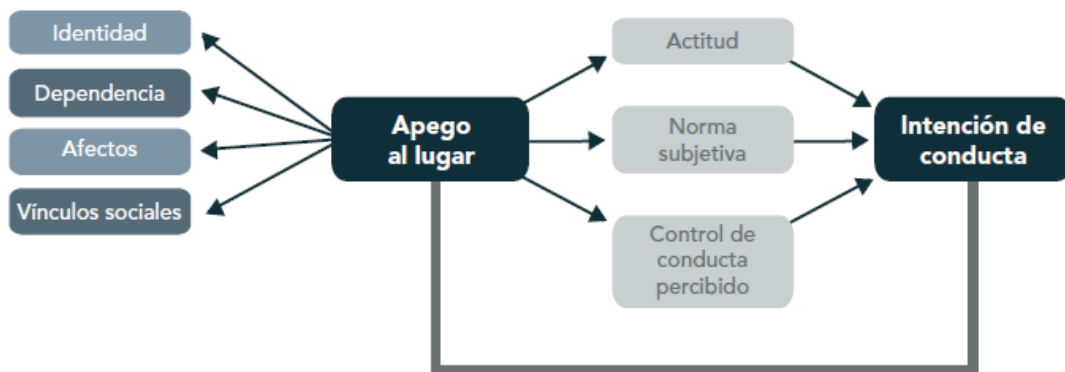 Identidad
Dependencia
Afectos
Vínculos sociales
Apego
al lugar
Actitud
Norma
subjetiva
Control de
conducta
percibido
Intención de
conducta